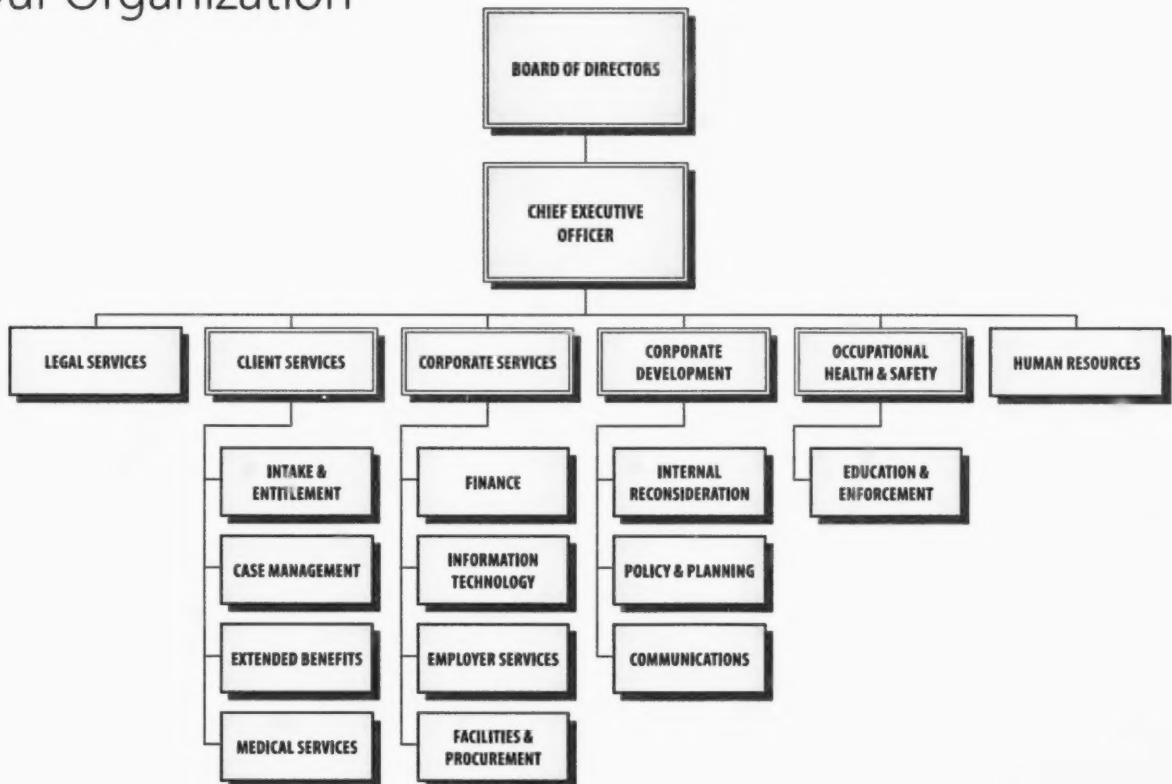 Organization
BOARD OF DIRECTORS
CHIEF EXECUTIVE
OFFICER
LEGAL SERVICES
CLIENT SERVICES
CORPORATE SERVICES
CORPORATE
DEVELOPMENT
OCCUPATIONAL
HEALTH & SAFETY
HUMAN RESOURCES
INTAKE &
ENTITLEMENT
CASE MANAGEMENT
EXTENDED BENEFITS
MEDICAL SERVICES
FINANCE
INFORMATION
TECHNOLOGY
EMPLOYER SERVICES
FACILITIES &
PROCUREMENT
INTERNAL
RECONSIDERATION
POLICY & PLANNING
COMMUNICATIONS
EDUCATION &
ENFORCEMENT